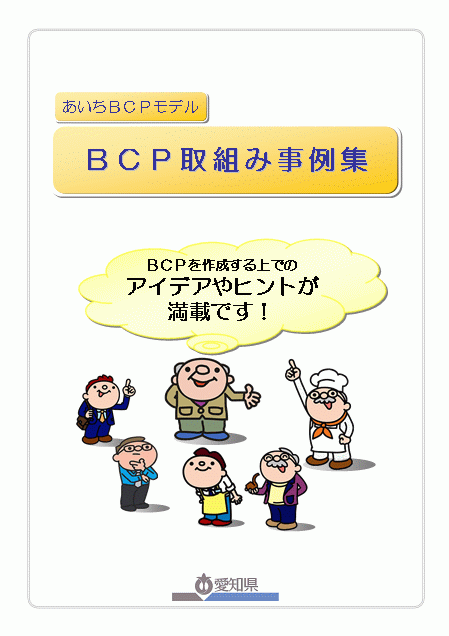 あいちＢＣＰモデル
ＢＣＰ取組み事例集
ＢＣＰを作成する上での
アイデアやヒントが
満載です！
愛知県